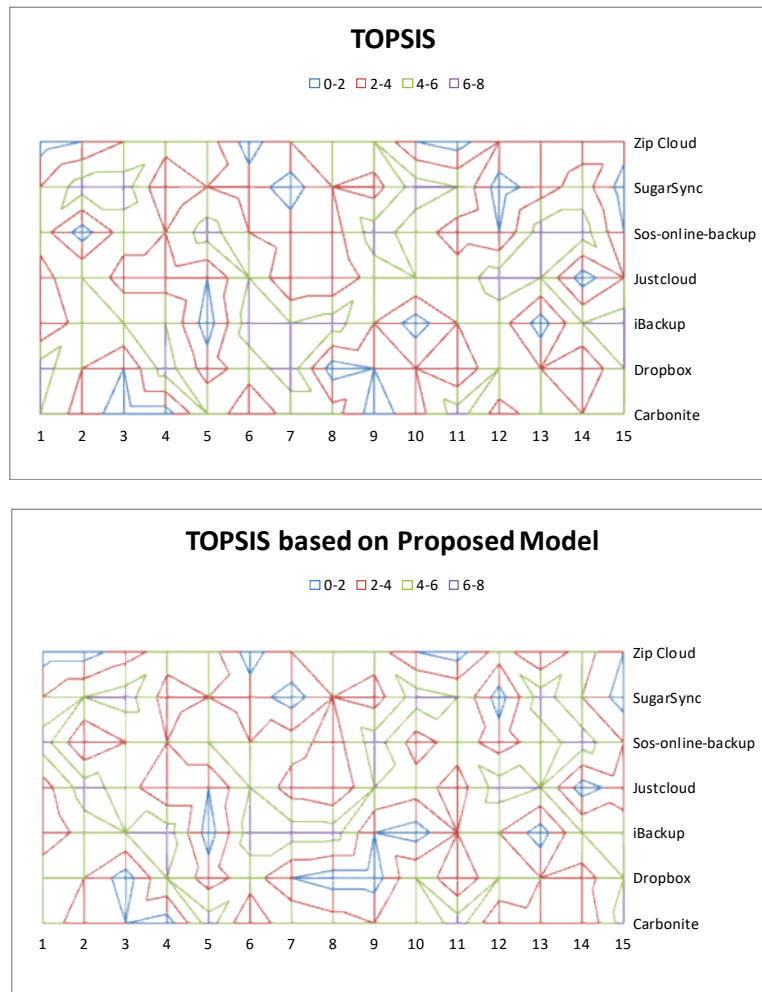 TOPSIS
0-2 2-4 4-6 6-8
Zip Cloud
SugarSync
Sos-online-backup
Justcloud
iBackup
Dropbox
Carbonite
1 2 3 4 5 6 7 8 9 10 11 12 13 14 15
TOPSIS based on Proposed Model
0-2 2-4 4-6 6-8
Zip Cloud
SugarSync
Sos-online-backup
Justcloud
iBackup
Dropbox
Carbonite
1 2 3 4 5 6 7 8 9 10 11 12 13 14 15